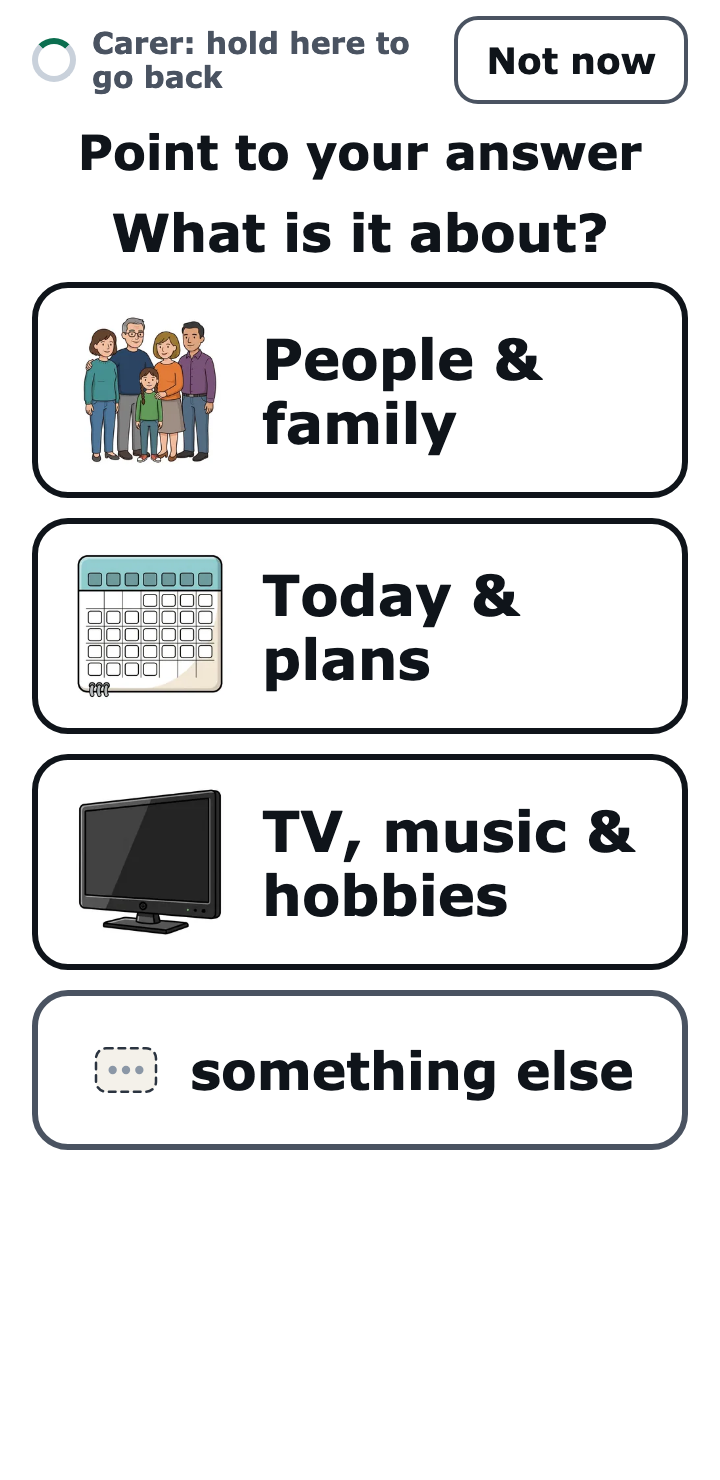 Carer: hold here to
go back
Not now
Point to your answer
What is it about?
People &
family
Today &
plans
TV, music &
hobbies
something else